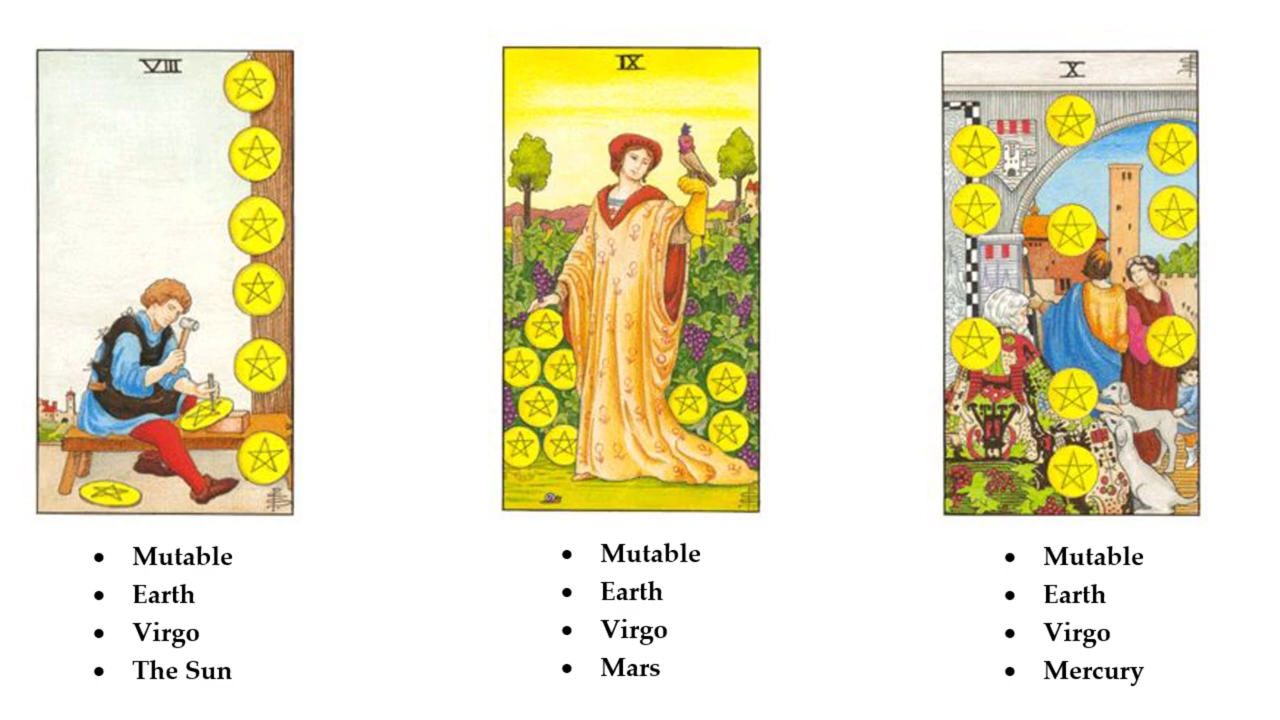 VIII
IX
X
• Mutable
• Earth
• Virgo
• The Sun
• Mutable
• Earth
• Virgo
• Mars
• Mutable
• Earth
• Virgo
• Mercury